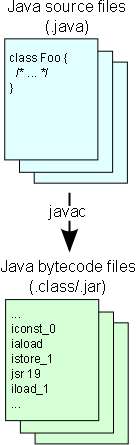 Java source files
(.java)
class Foo {
/* ... */
}
javac
Java bytecode files
(.class/.jar)
...
iconst_0
iaload
istore_1
jsr 19
iload_1
...